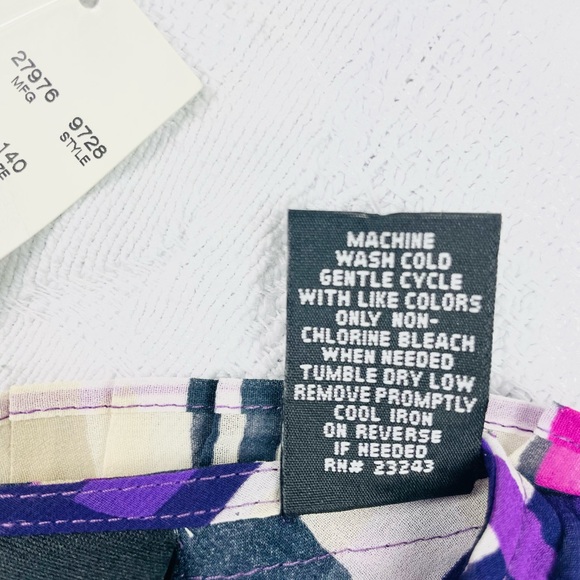 27976
MFG
9728
STYLE
140
MACHINE
WASH COLD
GENTLE CYCLE
WITH LIKE COLORS
ONLY NON-
CHLORINE BLEACH
WHEN NEEDED
TUMBLE DRY LOW
REMOVE PROMPTLY
COOL IRON
ON REVERSE
IF NEEDED
RN# 23243